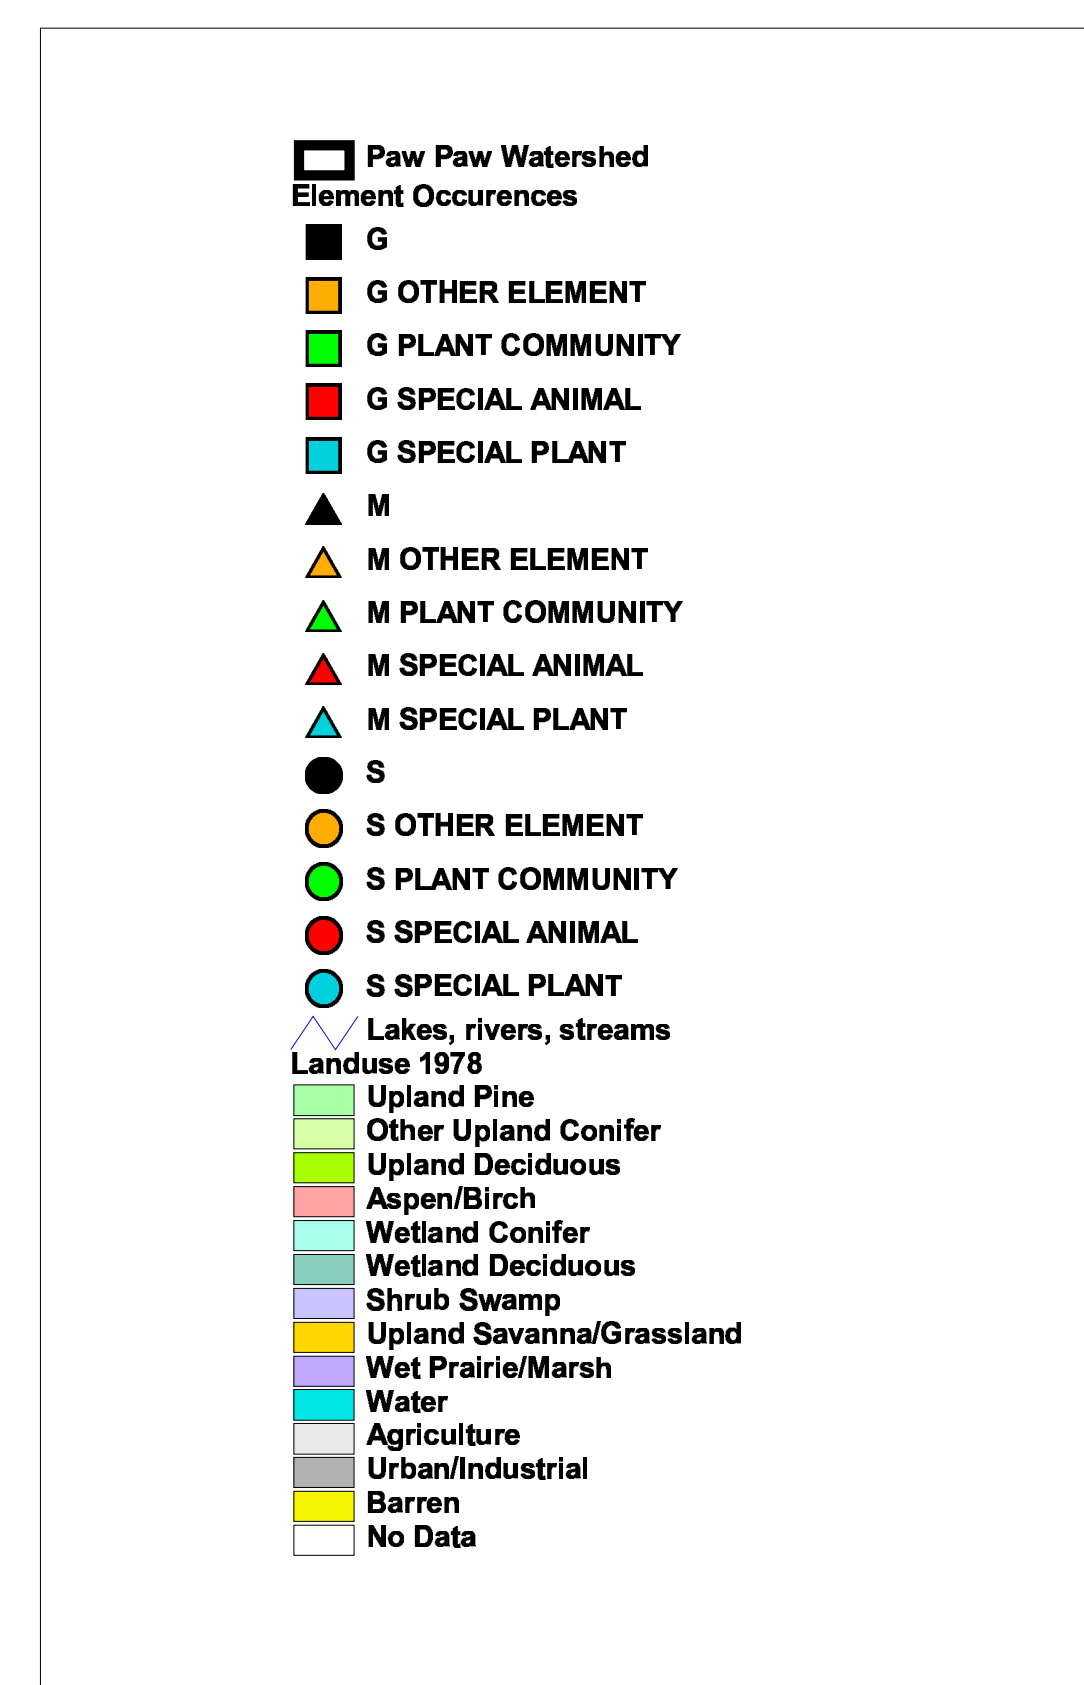 Paw Paw Watershed
Element Occurences
G
G OTHER ELEMENT
G PLANT COMMUNITY
G SPECIAL ANIMAL
G SPECIAL PLANT
M
M OTHER ELEMENT
M PLANT COMMUNITY
M SPECIAL ANIMAL
M SPECIAL PLANT
S
S OTHER ELEMENT
S PLANT COMMUNITY
S SPECIAL ANIMAL
S SPECIAL PLANT
Lakes, rivers, streams
Landuse 1978
Upland Pine
Other Upland Conifer
Upland Deciduous
Aspen/Birch
Wetland Conifer
Wetland Deciduous
Shrub Swamp
Upland Savanna/Grassland
Wet Prairie/Marsh
Water
Agriculture
Urban/Industrial
Barren
No Data